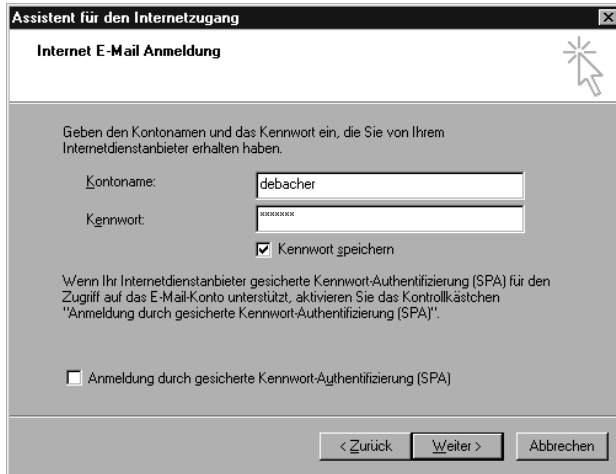 Assistent für den Internetzugang
Internet E-Mail Anmeldung
Geben den Kontonamen und das Kennwort ein, die Sie von Ihrem
Internetdienstanbieter erhalten haben.
Kontoname:
debacher
Kennwort:
*******
Kennwort speichern
Wenn Ihr Internetdienstanbieter gesicherte Kennwort-Authentifizierung (SPA) für den
Zugriff auf das E-Mail-Konto unterstützt, aktivieren Sie das Kontrollkästchen
"Anmeldung durch gesicherte Kennwort-Authentifizierung (SPA)".
Anmeldung durch gesicherte Kennwort-Authentifizierung (SPA)
< Zurück
Weiter >
Abbrechen